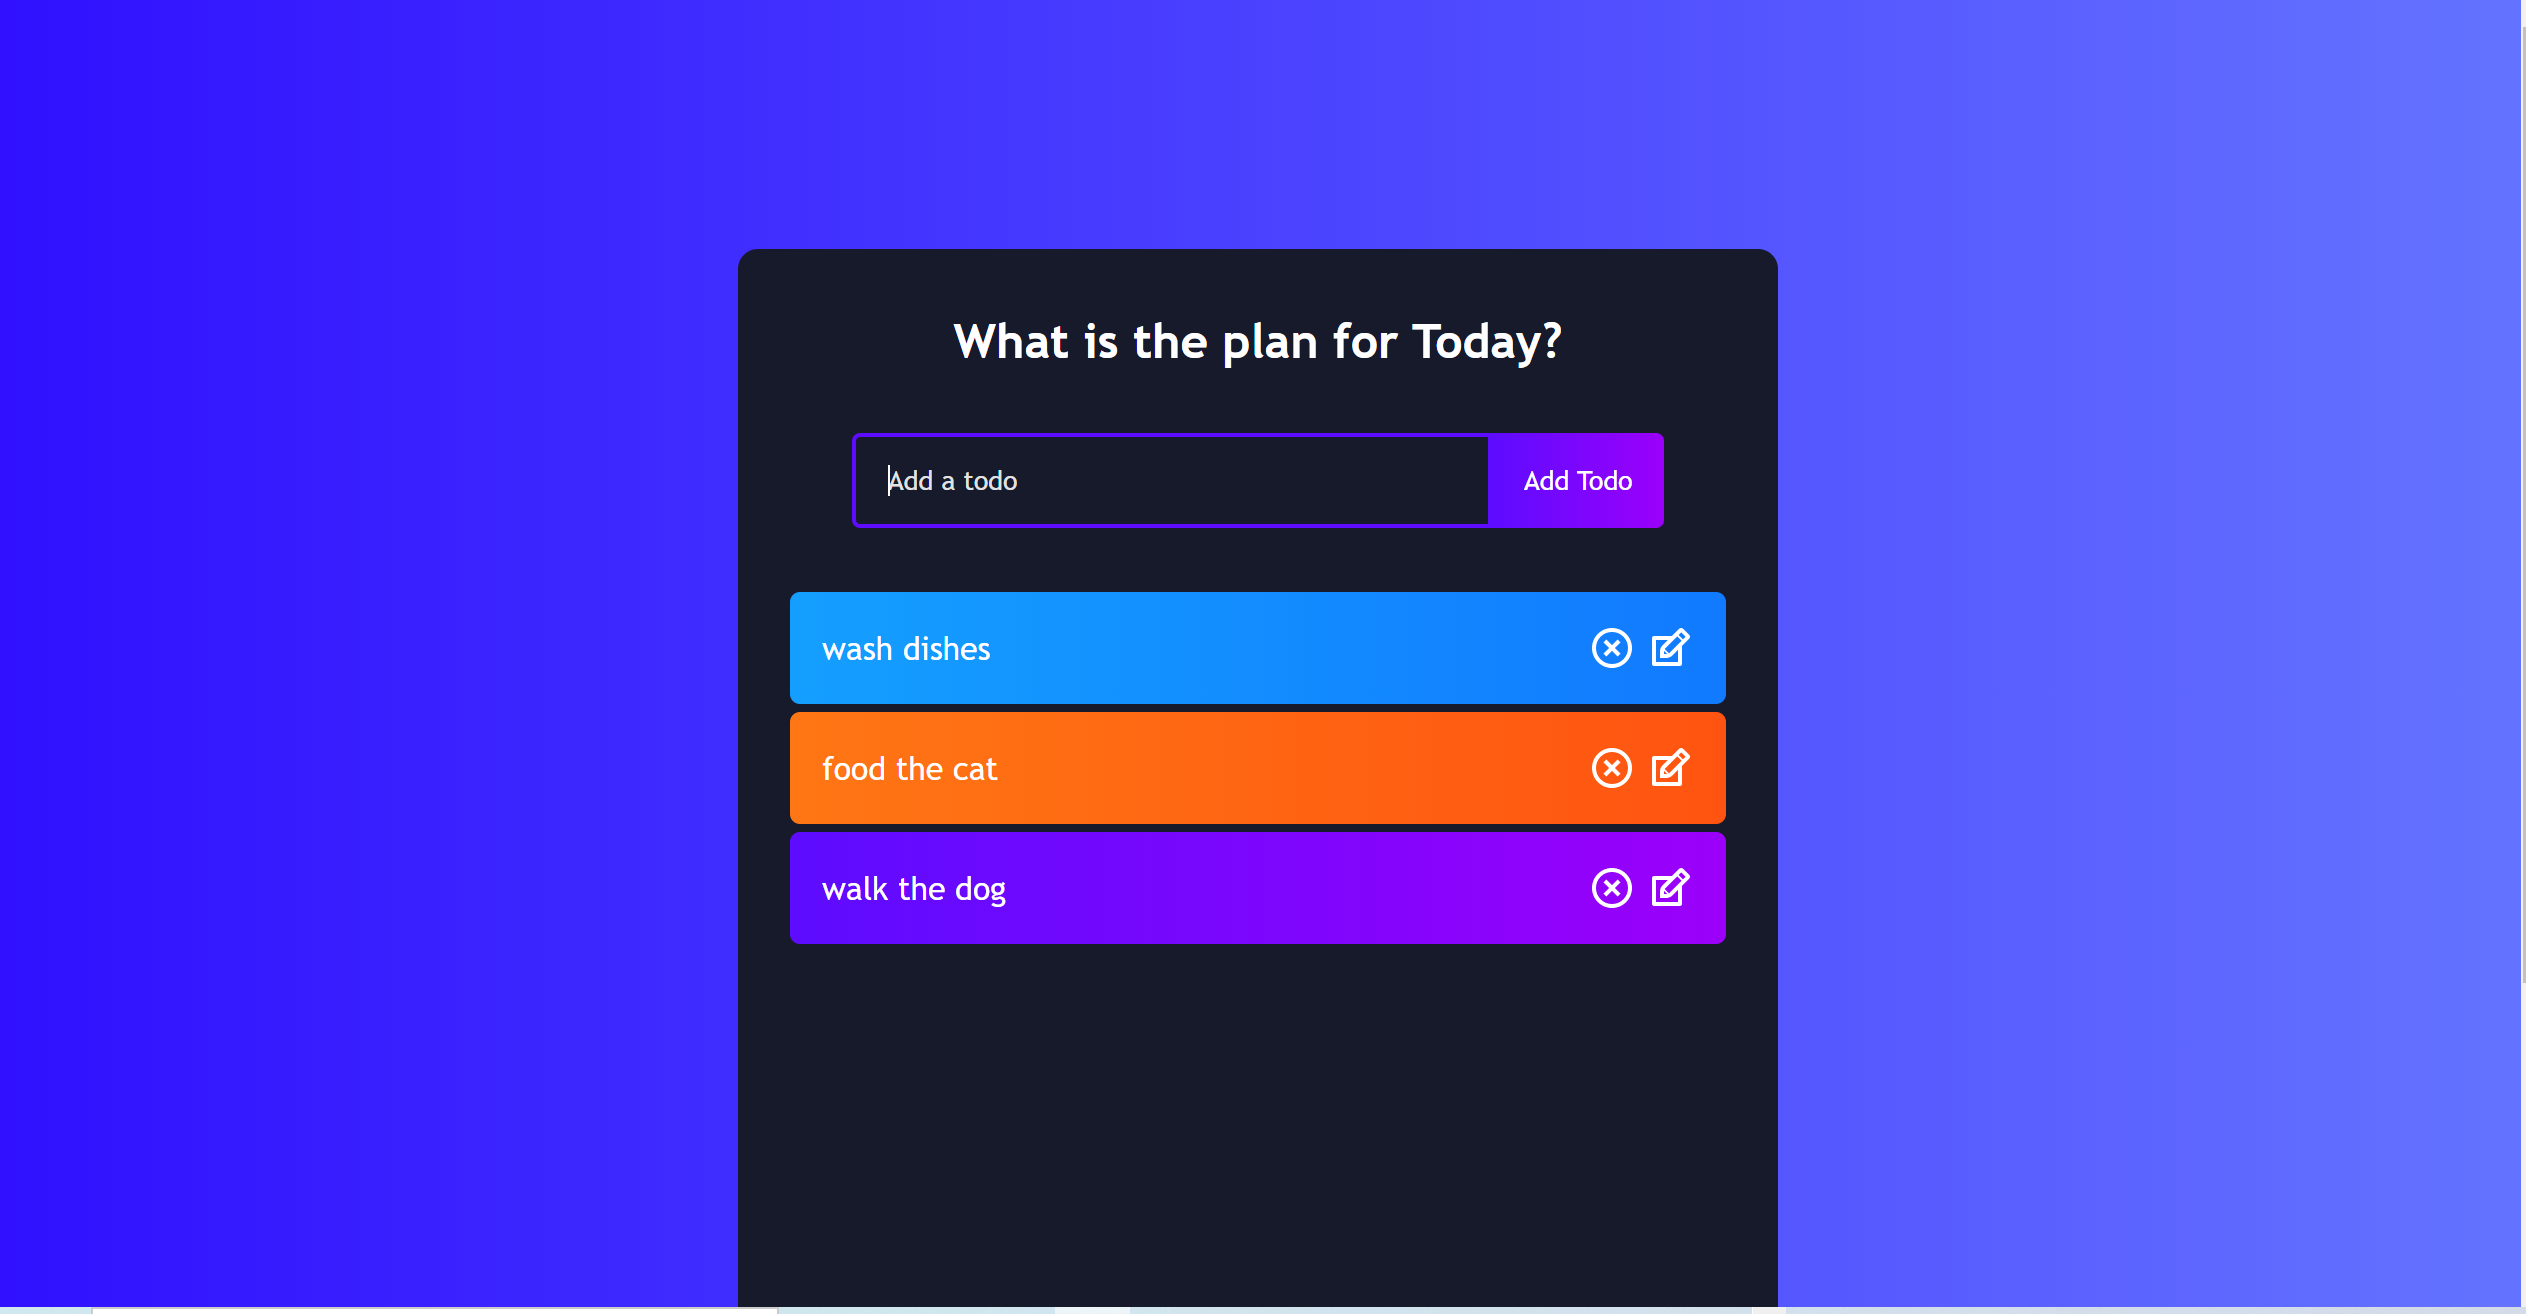 What is the plan for Today?
Add a todo
Add Todo
wash dishes
food the cat
walk the dog